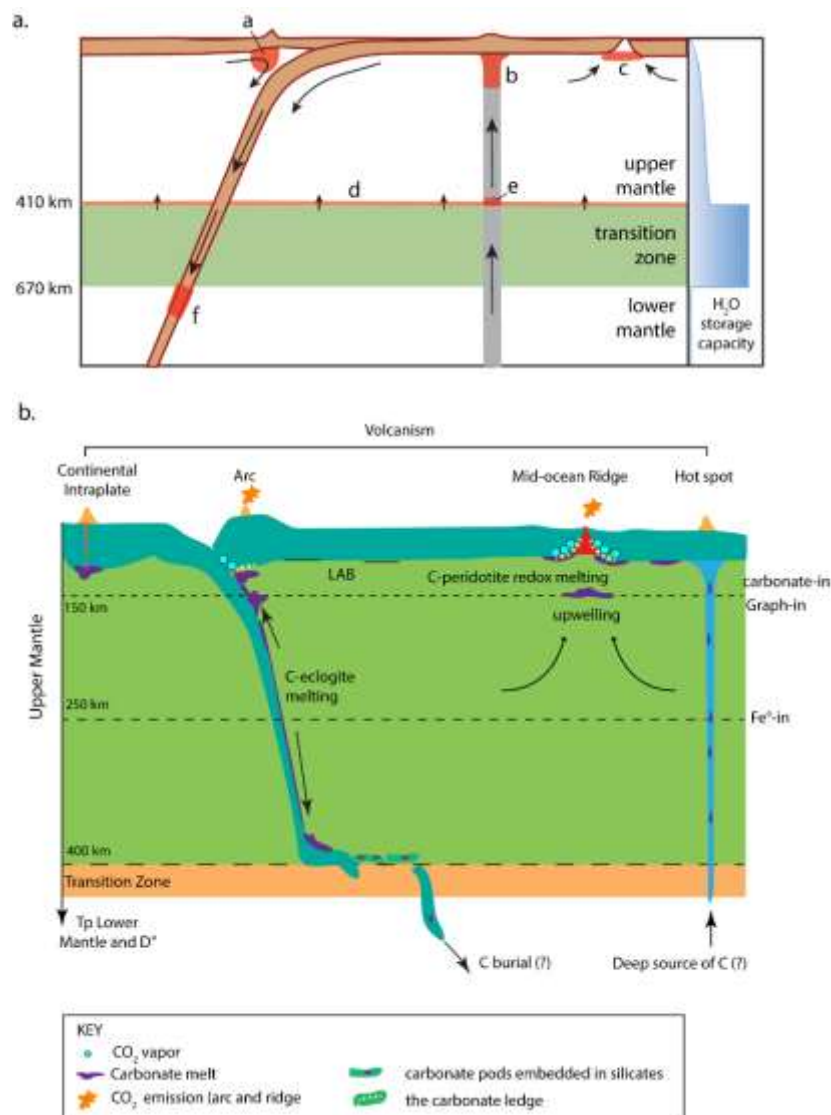 a.
a
b
c
upper
mantle
d
e
410 km
transition
zone
670 km
lower
mantle
f
H₂O
storage
capacity
b.
Volcanism
Continental
Intraplate
Arc
Mid-ocean Ridge
Hot spot
LAB
C-peridotite redox melting
carbonate-in
150 km
Graph-in
upwelling
Upper Mantle
C-eclogite
melting
250 km
Fe°-in
400 km
Transition Zone
Tp Lower
Mantle and D"
C burial (?)
Deep source of C (?)
KEY
CO₂ vapor
Carbonate melt
carbonate pods embedded in silicates
CO₂ emission (arc and ridge
the carbonate ledge